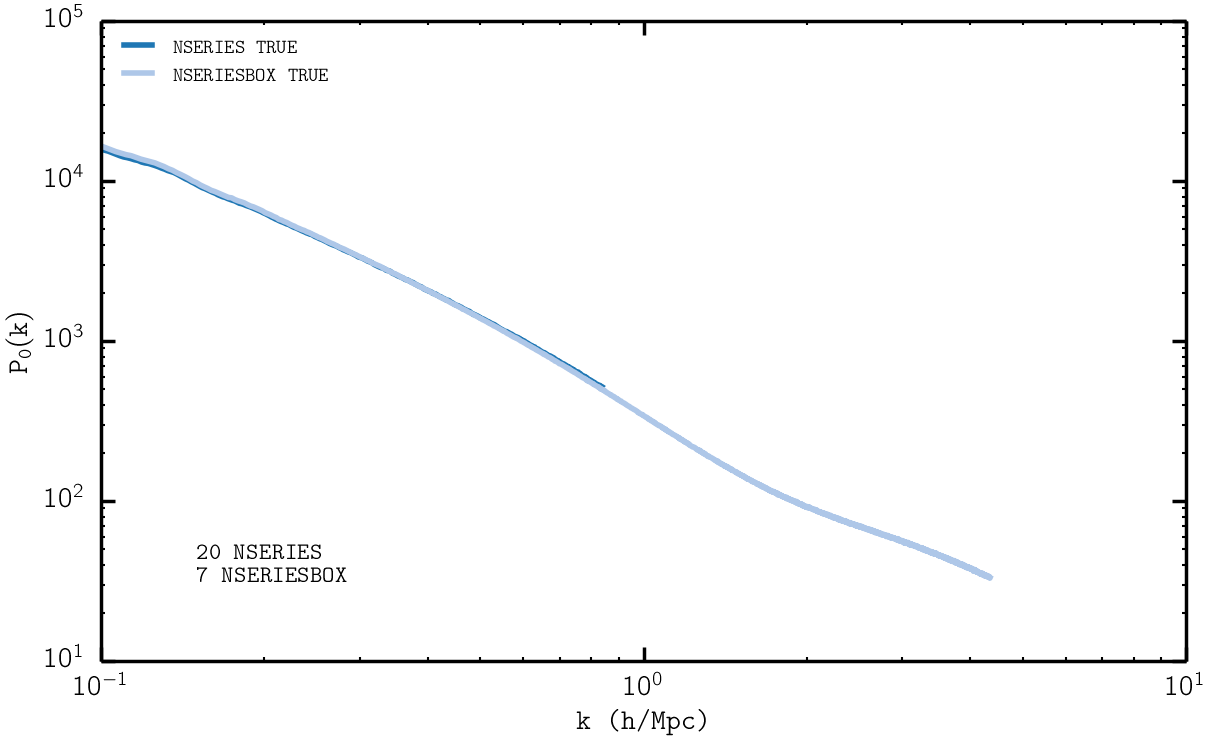 10^5
NSERIES TRUE
NSERIESBOX TRUE
10^4
P_0(k)
10^3
10^2
20 NSERIES
7 NSERIESBOX
10^1
10^-1 10^0 10^1
k (h/Mpc)